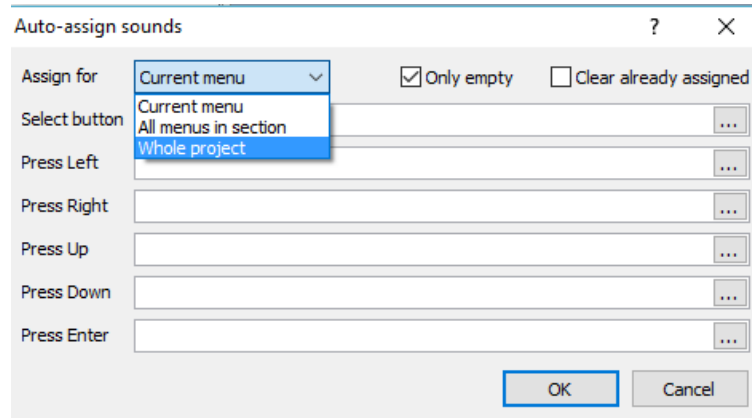 Auto-assign sounds ?
Assign for Current menu Only empty Clear already assigned
Current menu
Select button ...
All menus in section
Whole project
Press Left ...
Press Right ...
Press Up ...
Press Down ...
Press Enter ...
OK Cancel